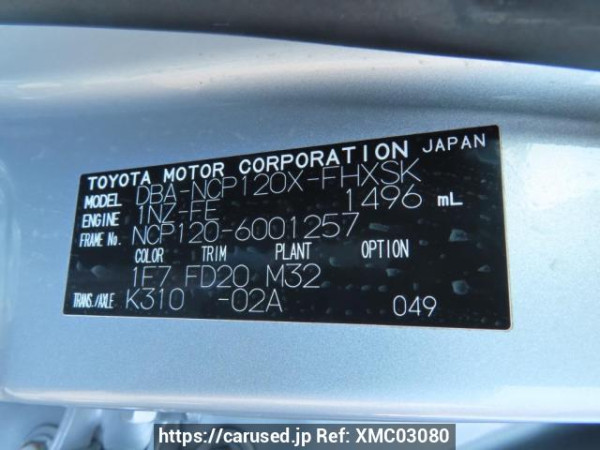 TOYOTA MOTOR CORPORATION JAPAN
MODEL DBA-NCP120X-FHXSK
ENGINE 1NZ-FE 1496 mL
FRAME No. NCP120-6001257
COLOR TRIM PLANT OPTION
1E7 FD20 M32
TRANS./AXLE K310 -02A 049
https://carused.jp Ref: XMC03080